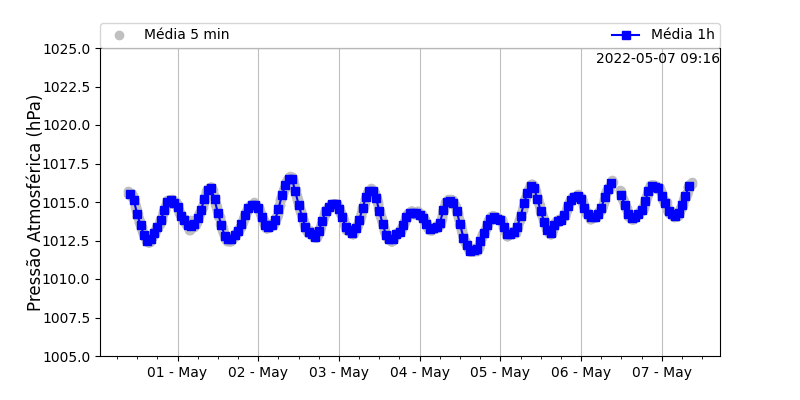 Média 5 min
Média 1h
2022-05-07 09:16
Pressão Atmosférica (hPa)
1025.0
1022.5
1020.0
1017.5
1015.0
1012.5
1010.0
1007.5
1005.0
01 - May
02 - May
03 - May
04 - May
05 - May
06 - May
07 - May